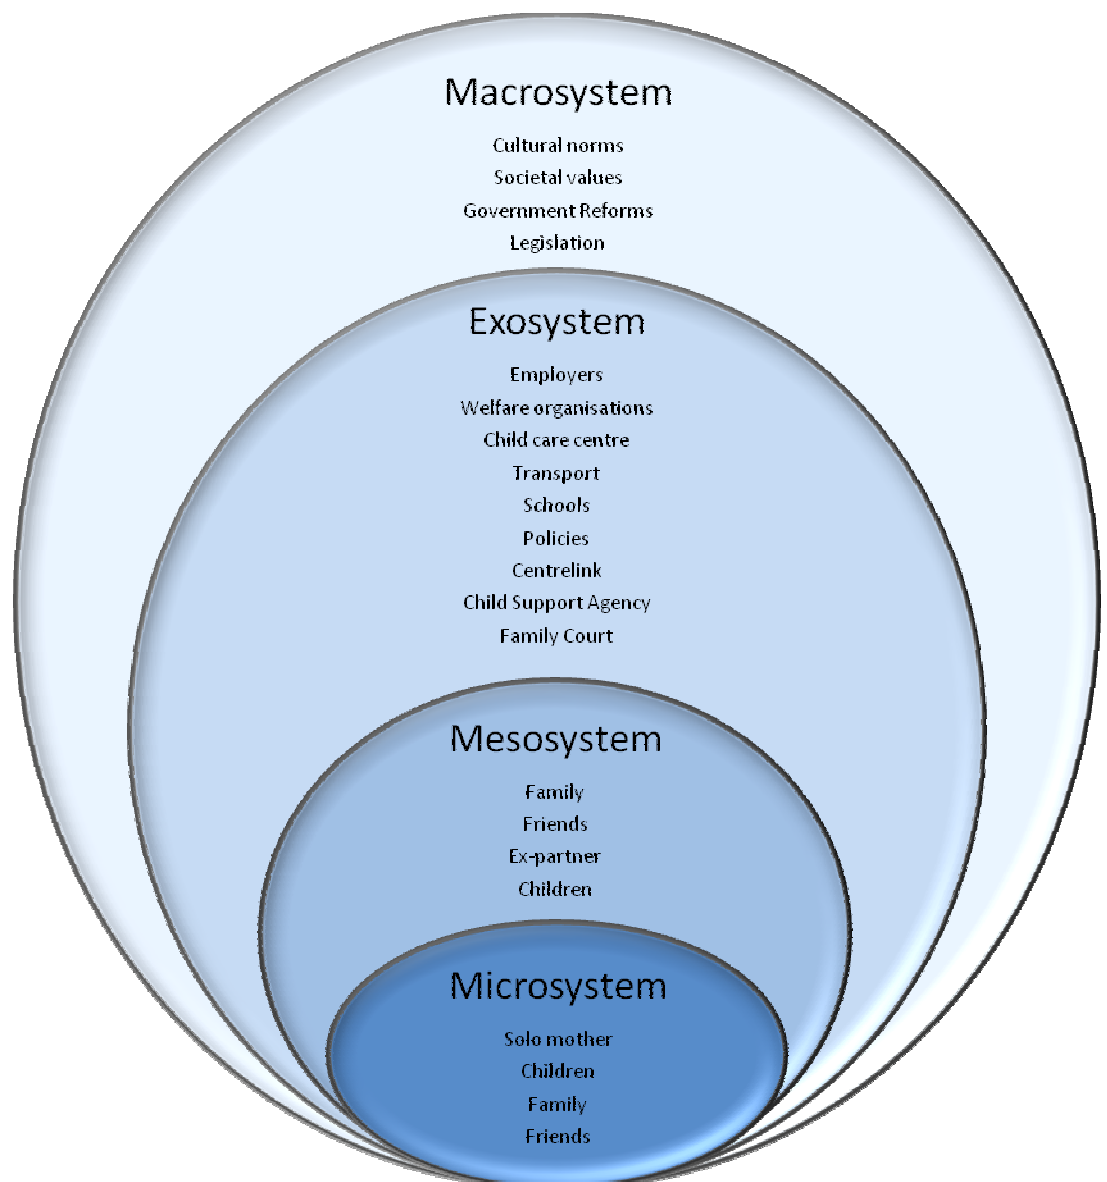 Macrosystem
Cultural norms
Societal values
Government Reforms
Legislation
Exosystem
Employers
Welfare organisations
Child care centre
Transport
Schools
Policies
Centrelink
Child Support Agency
Family Court
Mesosystem
Family
Friends
Ex-partner
Children
Microsystem
Solo mother
Children
Family
Friends